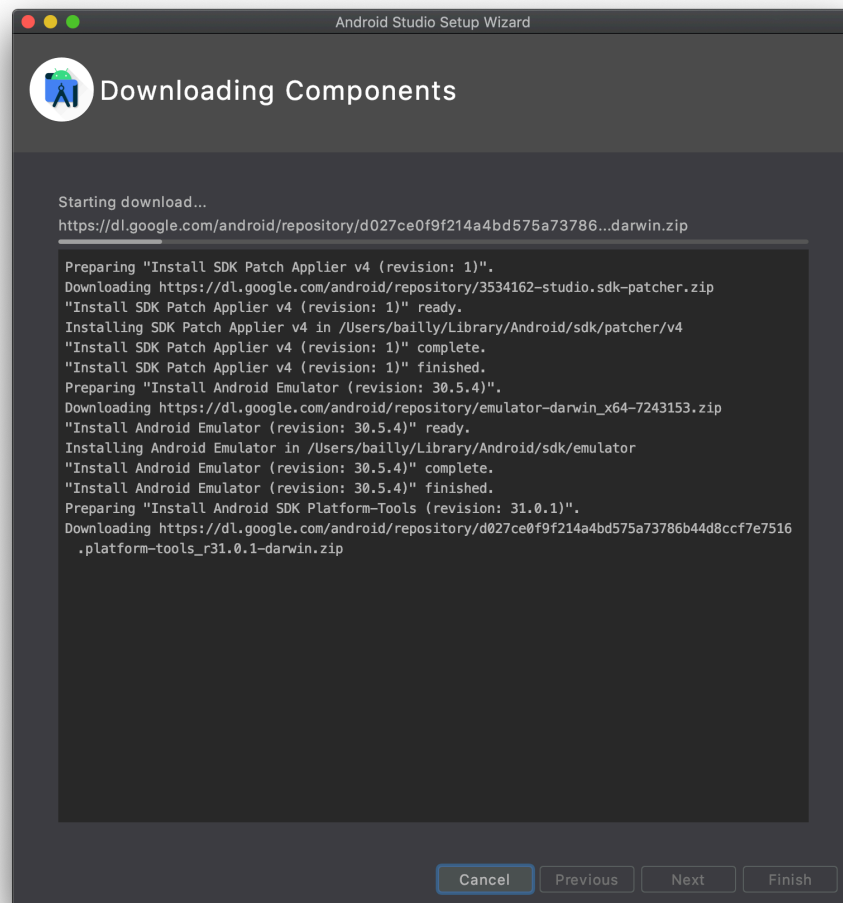 Android Studio Setup Wizard
Downloading Components
Starting download...
https://dl.google.com/android/repository/d027ce0f9f214a4bd575a73786...darwin.zip
Preparing "Install SDK Patch Applier v4 (revision: 1)".
Downloading https://dl.google.com/android/repository/3534162-studio.sdk-patcher.zip
"Install SDK Patch Applier v4 (revision: 1)" ready.
Installing SDK Patch Applier v4 in /Users/bailly/Library/Android/sdk/patcher/v4
"Install SDK Patch Applier v4 (revision: 1)" complete.
"Install SDK Patch Applier v4 (revision: 1)" finished.
Preparing "Install Android Emulator (revision: 30.5.4)".
Downloading https://dl.google.com/android/repository/emulator-darwin_x64-7243153.zip
"Install Android Emulator (revision: 30.5.4)" ready.
Installing Android Emulator in /Users/bailly/Library/Android/sdk/emulator
"Install Android Emulator (revision: 30.5.4)" complete.
"Install Android Emulator (revision: 30.5.4)" finished.
Preparing "Install Android SDK Platform-Tools (revision: 31.0.1)".
Downloading https://dl.google.com/android/repository/d027ce0f9f214a4bd575a73786b44d8ccf7e7516
.platform-tools_r31.0.1-darwin.zip
Cancel Previous Next Finish